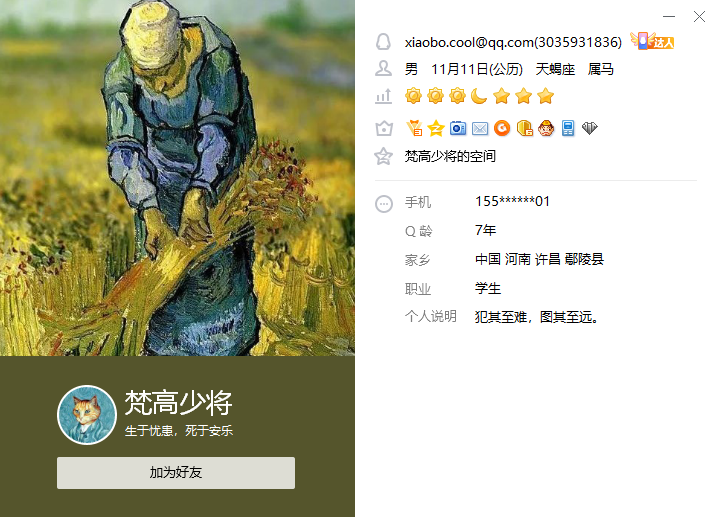 梵高少将
生于忧患，死于安乐
加为好友
xiaobo.cool@qq.com(3035931836) 达人
男 11月11日(公历) 天蝎座 属马
梵高少将的空间
手机 155******01
Q 龄 7年
家乡 中国 河南 许昌 鄢陵县
职业 学生
个人说明 犯其至难，图其至远。